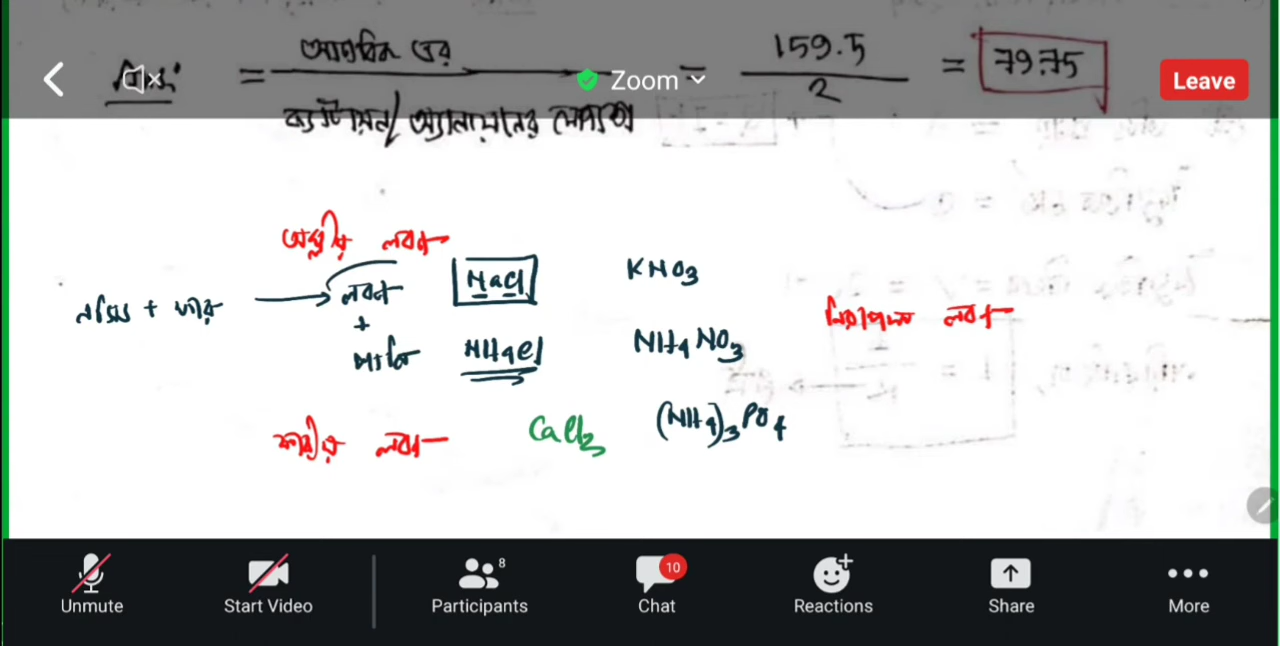 = আণবিক ভর / ক্যাটায়ন/অ্যানায়নের = 159.5 / 2 = 79.75
Zoom
Leave
অম্লীয় লবণ
এসিড + ক্ষার → লবণ + পানি
NaCl
KNO3
নিরপেক্ষ লবণ
NH4Cl
NH4NO3
ক্ষারীয় লবণ
CaCl2
(NH4)3PO4
8
10
Unmute
Start Video
Participants
Chat
Reactions
Share
More